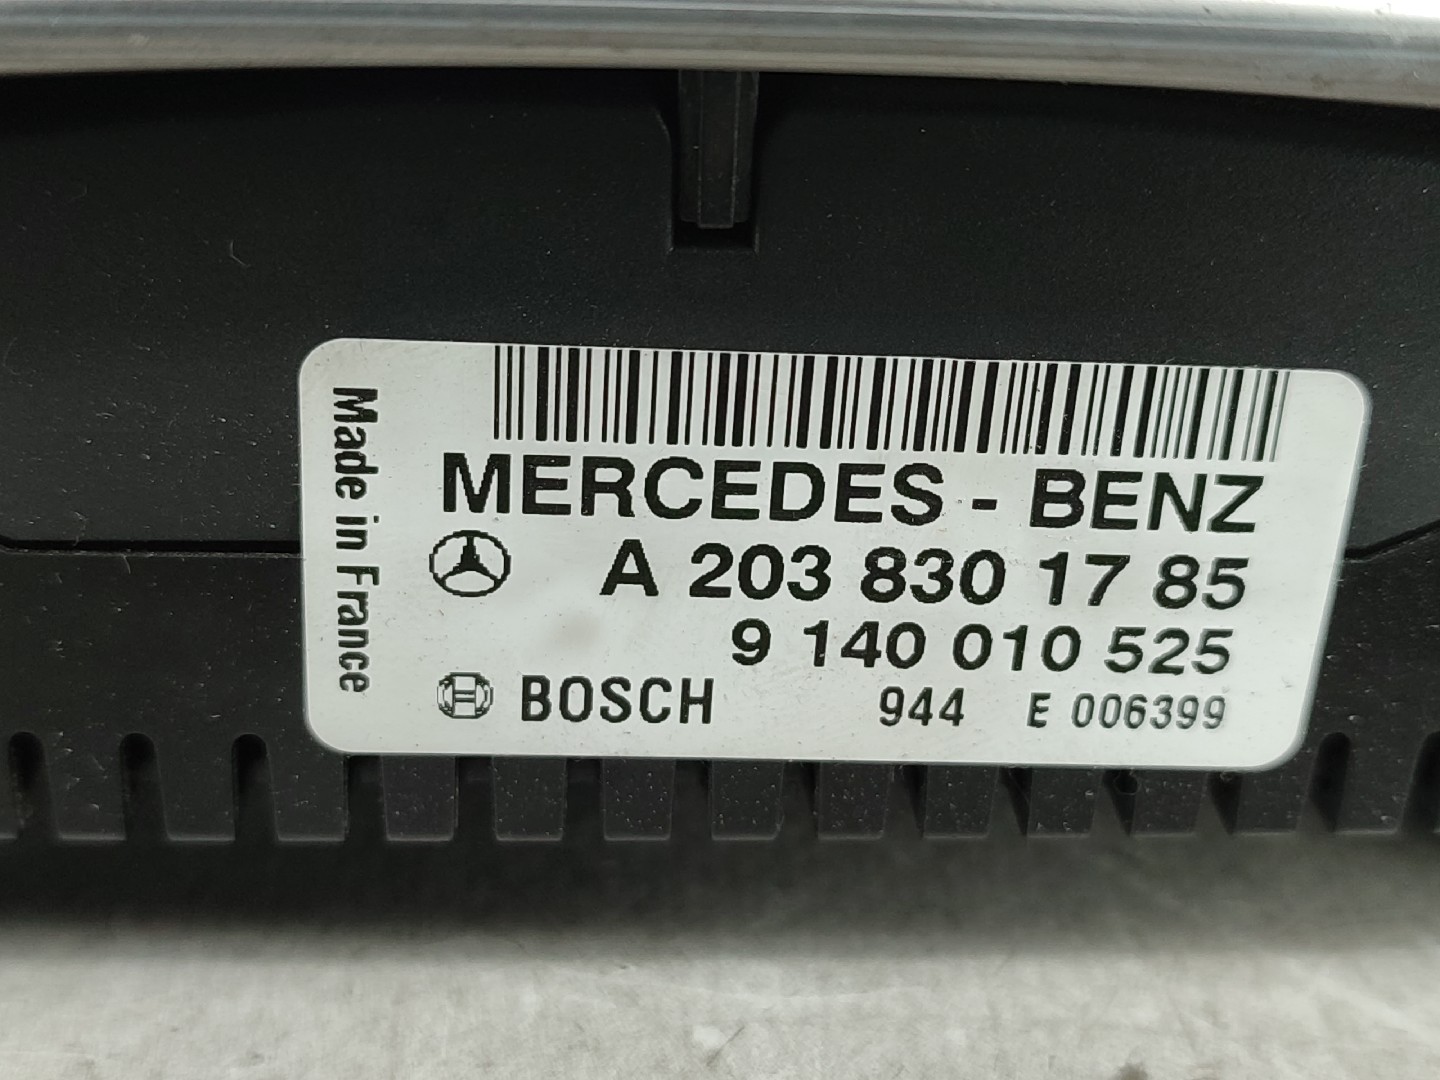 Made in France
MERCEDES - BENZ
A 203 830 17 85
9 140 010 525
BOSCH 944 E 006399